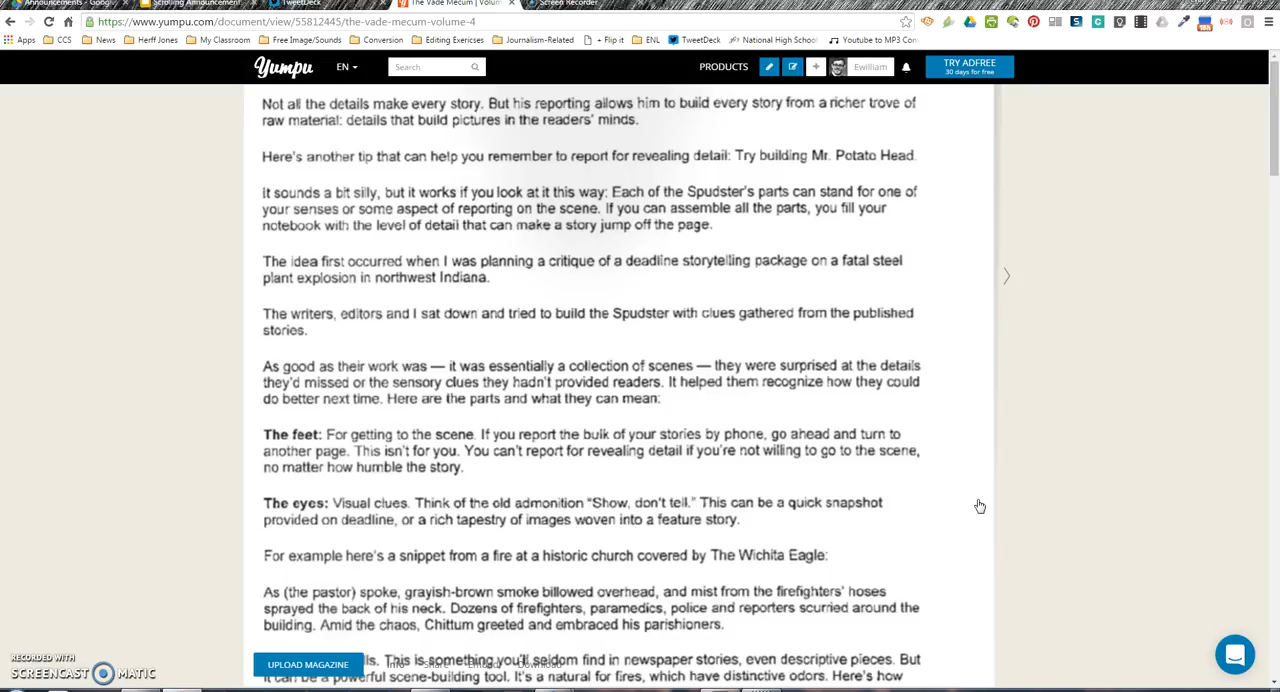 Announcements - Googl
Scrolling Announcement
TweetDeck
The Vade Mecum | Volum
Screen Recorder
https://www.yumpu.com/document/view/55812445/the-vade-mecum-volume-4
Apps CCS News Herff Jones My Classroom Free Image/Sounds Conversion Editing Exericses Journalism-Related + Flip it ENL TweetDeck National High School Youtube to MP3 Con
Yumpu EN Search PRODUCTS + Ewilliam TRY ADFREE
30 days for free
Not all the details make every story. But his reporting allows him to build every story from a richer trove of
raw material: details that build pictures in the readers' minds.
Here's another tip that can help you remember to report for revealing detail: Try building Mr. Potato Head.
It sounds a bit silly, but it works if you look at it this way: Each of the Spudster's parts can stand for one of
your senses or some aspect of reporting on the scene. If you can assemble all the parts, you fill your
notebook with the level of detail that can make a story jump off the page.
The idea first occurred when I was planning a critique of a deadline storytelling package on a fatal steel
plant explosion in northwest Indiana.
The writers, editors and I sat down and tried to build the Spudster with clues gathered from the published
stories.
As good as their work was — it was essentially a collection of scenes — they were surprised at the details
they'd missed or the sensory clues they hadn't provided readers. It helped them recognize how they could
do better next time. Here are the parts and what they can mean:
The feet: For getting to the scene. If you report the bulk of your stories by phone, go ahead and turn to
another page. This isn't for you. You can't report for revealing detail if you're not willing to go to the scene,
no matter how humble the story.
The eyes: Visual clues. Think of the old admonition "Show, don't tell." This can be a quick snapshot
provided on deadline, or a rich tapestry of images woven into a feature story.
For example here's a snippet from a fire at a historic church covered by The Wichita Eagle:
As (the pastor) spoke, grayish-brown smoke billowed overhead, and mist from the firefighters' hoses
sprayed the back of his neck. Dozens of firefighters, paramedics, police and reporters scurried around the
building. Amid the chaos, Chittum greeted and embraced his parishioners.
UPLOAD MAGAZINE
lls. This is something you'll seldom find in newspaper stories, even descriptive pieces. But
it can be a powerful scene-building tool. It's a natural for fires, which have distinctive odors. Here's how
RECORDED WITH
SCREENCAST MATIC